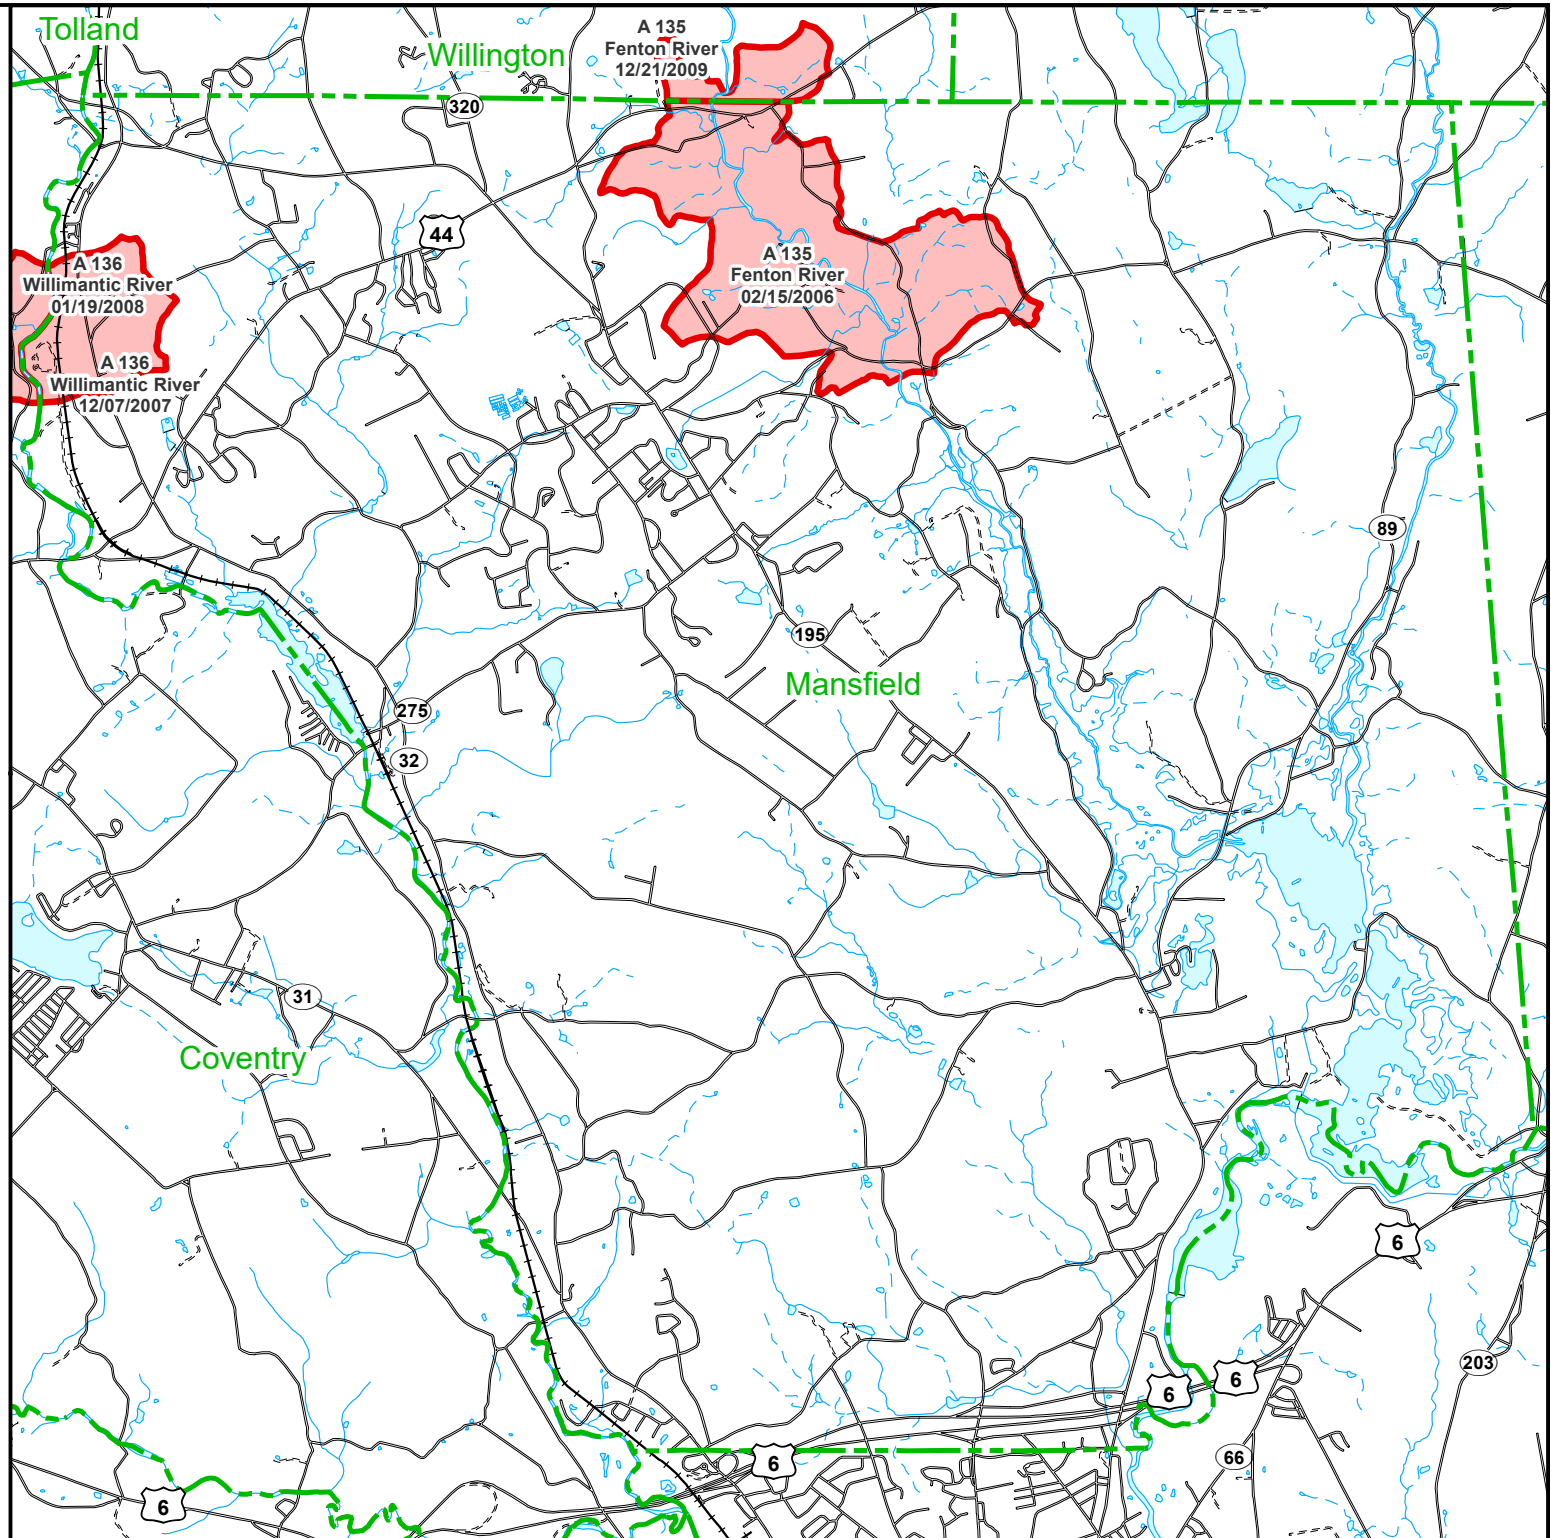 Tolland
Willington
A 135
Fenton River
12/21/2009
320
44
A 136
Willimantic River
01/19/2008
A 135
Fenton River
02/15/2006
A 136
Willimantic River
12/07/2007
89
195
Mansfield
275
32
31
Coventry
6
203
6
6
66
6
6